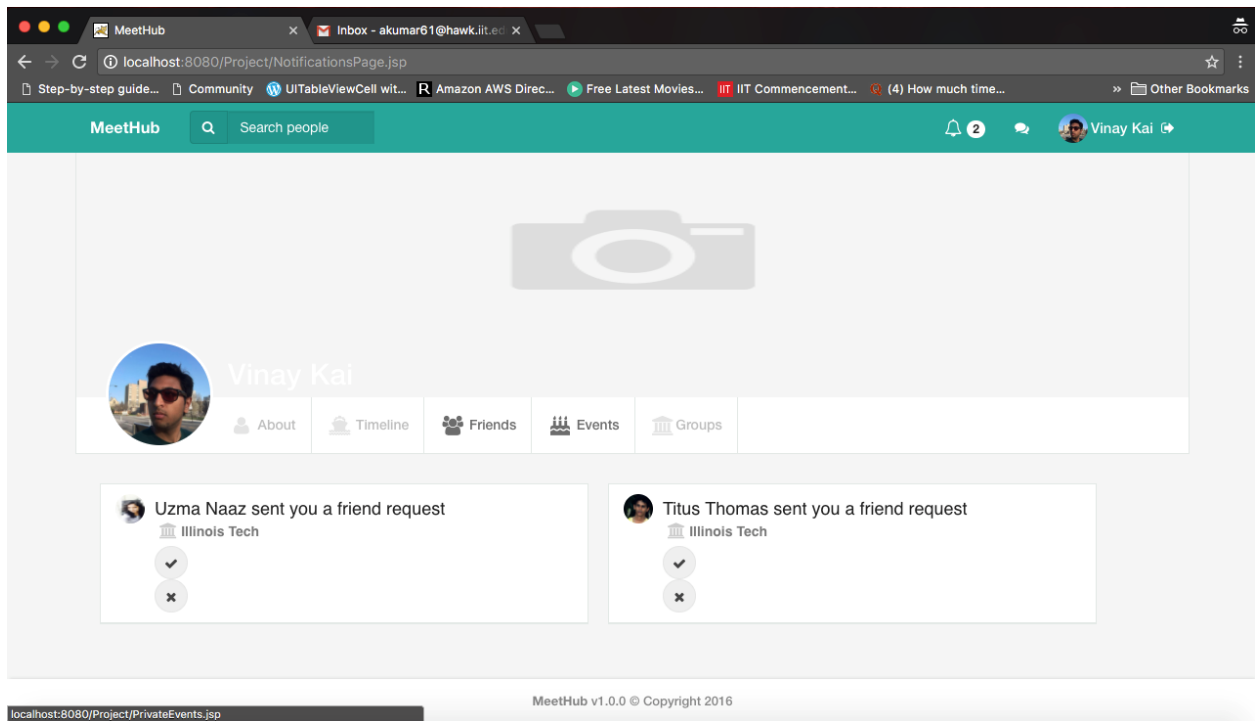 MeetHub
Inbox - akumar61@hawk.iit.ed
localhost:8080/Project/NotificationsPage.jsp
Step-by-step guide... Community UITableViewCell wit... R Amazon AWS Direc... Free Latest Movies... IIT IIT Commencement... (4) How much time... » Other Bookmarks
MeetHub Search people 2 Vinay Kai
Vinay Kai
About Timeline Friends Events Groups
Uzma Naaz sent you a friend request
Illinois Tech
Titus Thomas sent you a friend request
Illinois Tech
MeetHub v1.0.0 © Copyright 2016
localhost:8080/Project/PrivateEvents.jsp